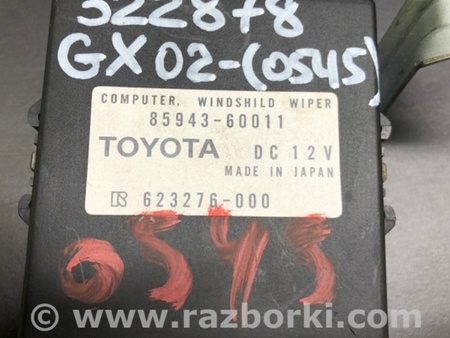 322878
GX02-(0545)
COMPUTER, WINDSHILD WIPER
85943-60011
TOYOTA DC 12V
MADE IN JAPAN
R 623276-000
0545
© www.razborki.com/